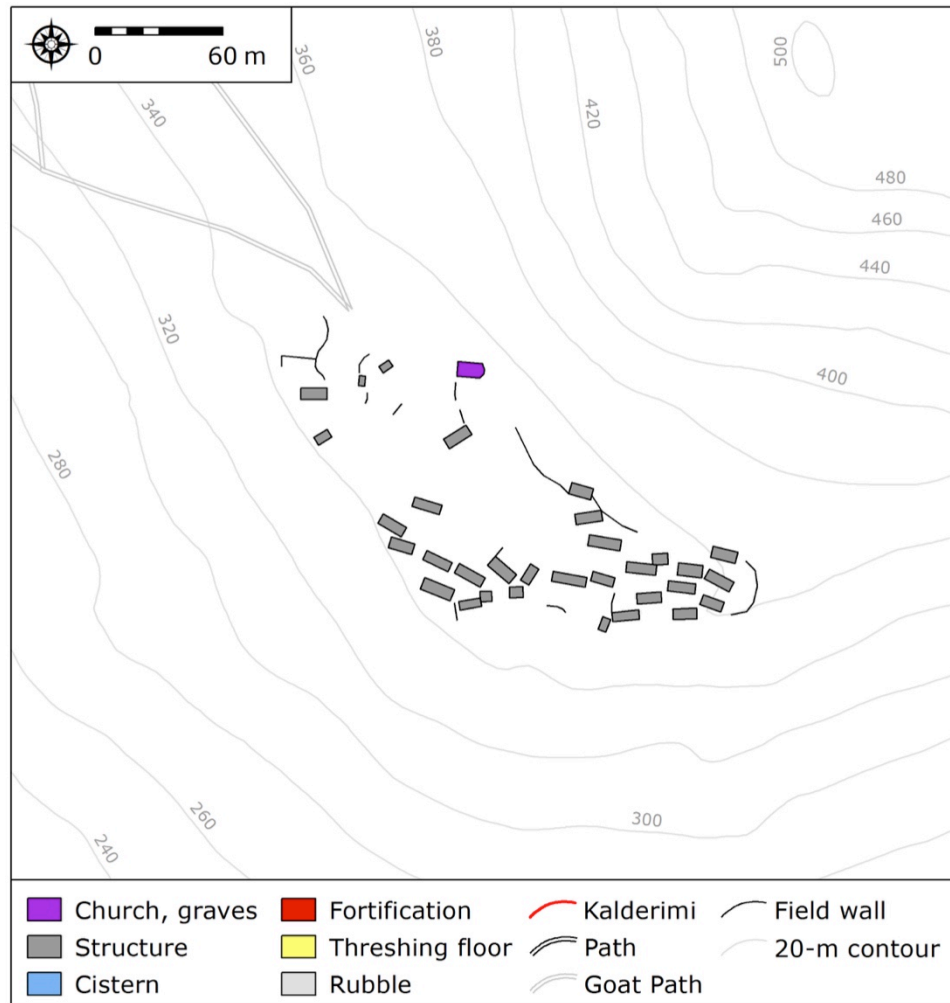 0 60 m
500
380
360
420
340
480
460
440
320
400
280
300
260
240
Church, graves
Fortification
Kalderimi
Field wall
Structure
Threshing floor
Path
20-m contour
Cistern
Rubble
Goat Path